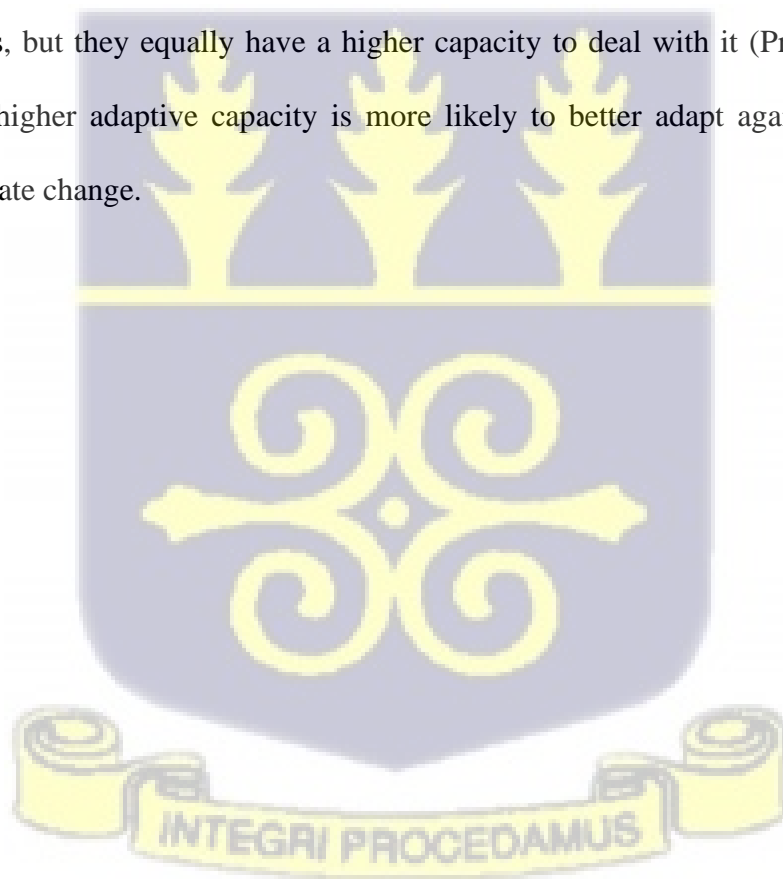 s, but they equally have a higher capacity to deal with it (Pr
higher adaptive capacity is more likely to better adapt aga
ate change.
INTEGRI PROCEDAMUS